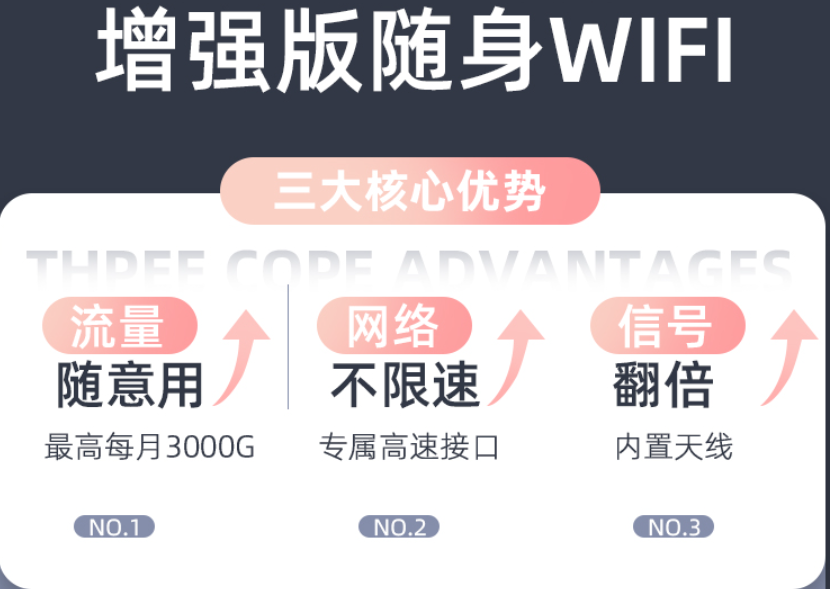 增强版随身WIFI
三大核心优势
THREE CORE ADVANTAGES
流量
随意用
最高每月3000G
NO.1
网络
不限速
专属高速接口
NO.2
信号
翻倍
内置天线
NO.3